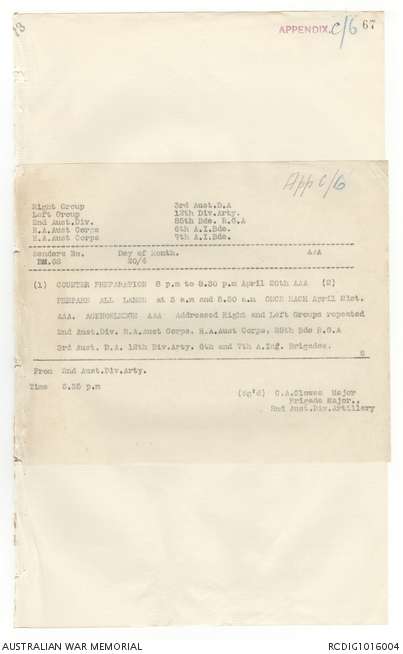 APPENDIX. C/6 67
App C/6
Right Group 3rd Aust.D.A
Left Group 12th Div.Arty.
2nd Aust.Div. 85th Bde. R.G.A
R.A.Aust Corps 6th A.I.Bde.
H.A.Aust Corps 7th A.I.Bde.
Senders No. Day of Month. AAA
BM.68 20/4
(1) COUNTER PREPARATION 8 p.m to 8.30 p.m April 20th AAA (2)
PREPARE ALL at 5 a.m and 5.30 a.m ONCE EACH April 21st.
AAA. ACKNOWLEDGE AAA Addressed Right and Left Groups repeated
2nd Aust.Div. R.A.Aust Corps. H.A.Aust Corps. Bde R.G.A
3rd Aust. D.A. 12th Div.Arty. 6th and 7th A.Inf. Brigades.
From 2nd Aust.Div.Arty.
Time 5.35 p.m
(Sg'd) C.A.Clowes Major
Brigade Major.,
2nd Aust.Div.Artillery
AUSTRALIAN WAR MEMORIAL RCDIG1016004